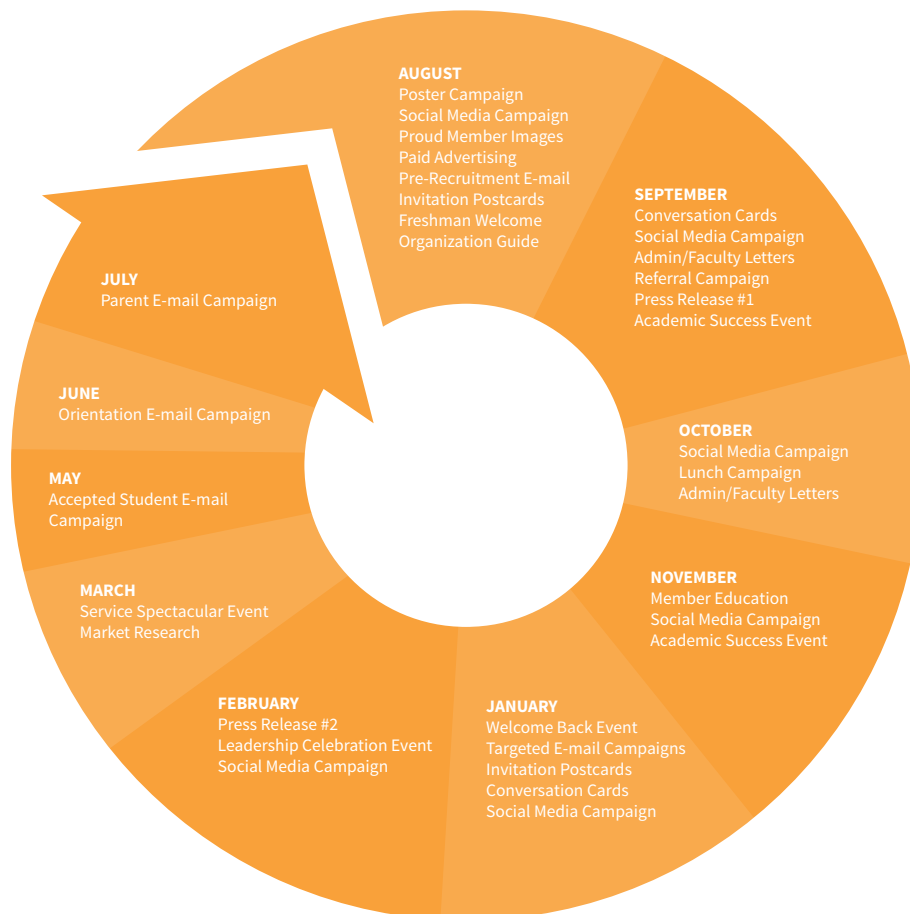 AUGUST
Poster Campaign
Social Media Campaign
Proud Member Images
Paid Advertising
Pre-Recruitment E-mail
Invitation Postcards
Freshman Welcome
Organization Guide
SEPTEMBER
Conversation Cards
Social Media Campaign
Admin/Faculty Letters
Referral Campaign
Press Release #1
Academic Success Event
OCTOBER
Social Media Campaign
Lunch Campaign
Admin/Faculty Letters
NOVEMBER
Member Education
Social Media Campaign
Academic Success Event
JANUARY
Welcome Back Event
Targeted E-mail Campaigns
Invitation Postcards
Conversation Cards
Social Media Campaign
FEBRUARY
Press Release #2
Leadership Celebration Event
Social Media Campaign
MARCH
Service Spectacular Event
Market Research
MAY
Accepted Student E-mail
Campaign
JUNE
Orientation E-mail Campaign
JULY
Parent E-mail Campaign